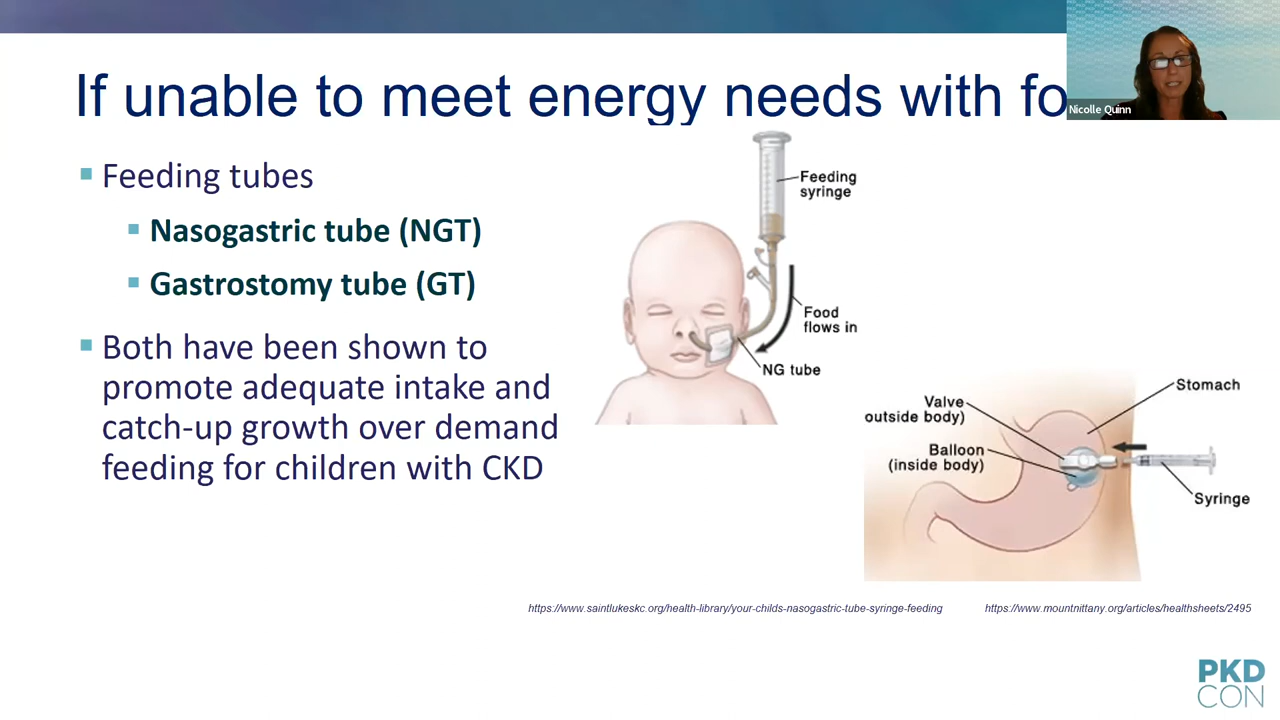 If unable to meet energy needs with fo
Nicolle Quinn
Feeding tubes
Nasogastric tube (NGT)
Gastrostomy tube (GT)
Both have been shown to
promote adequate intake and
catch-up growth over demand
feeding for children with CKD
Feeding
syringe
Food
flows in
NG tube
Stomach
Valve
outside body)
Balloon
(inside body)
Syringe
https://www.saintlukeskc.org/health-library/your-childs-nasogastric-tube-syringe-feeding
https://www.mountnittany.org/articles/healthsheets/2495
PKD
CON